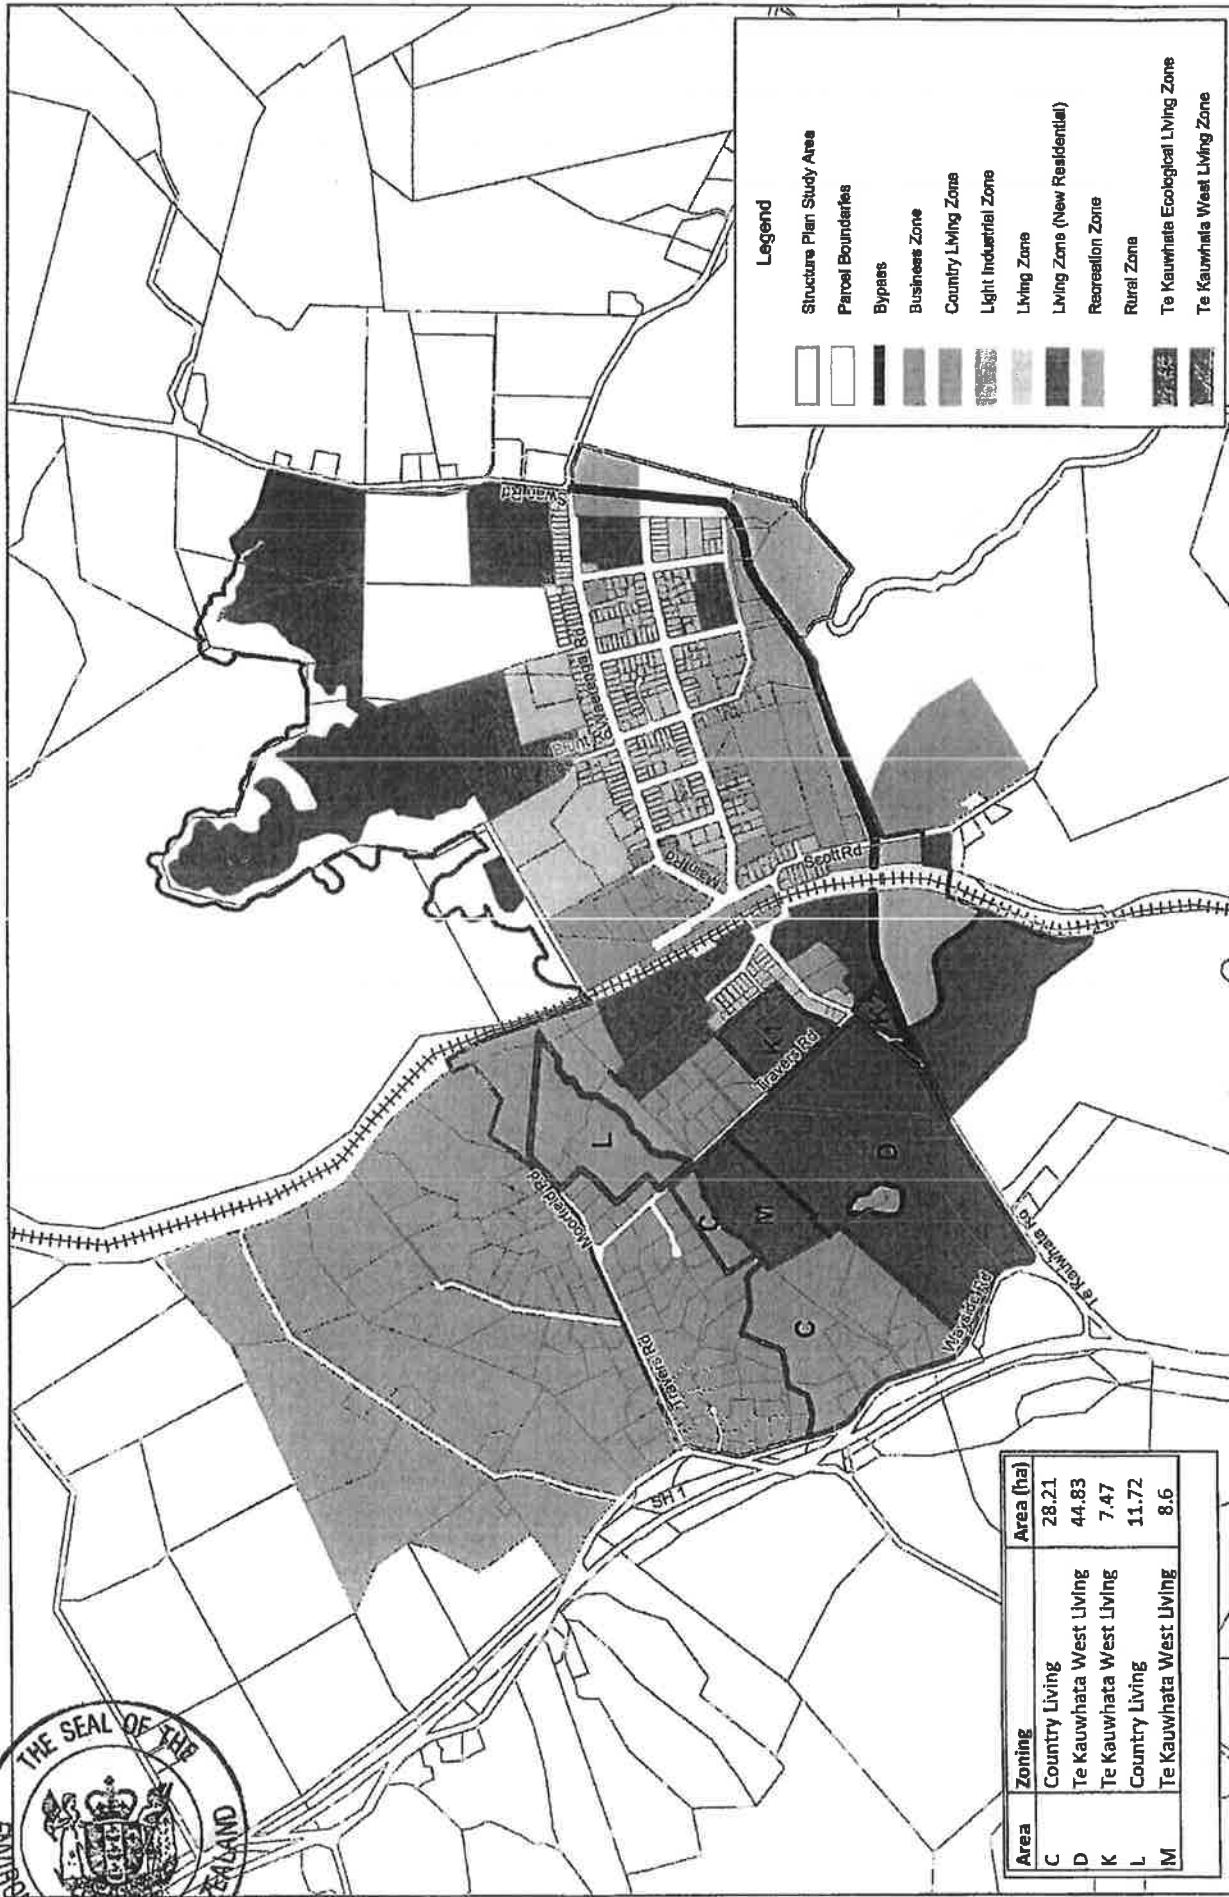 Legend
Structure Plan Study Area
Parcel Boundaries
Bypass
Business Zone
Country Living Zone
Light Industrial Zone
Living Zone
Living Zone (New Residential)
Recreation Zone
Rural Zone
Te Kauwhata Ecological Living Zone
Te Kauwhata West Living Zone
Swan Rd
Waerenga Rd
Main Rd
Scott Rd
Travers Rd
Moorfield Rd
Travers Rd
Wayside Rd
Te Kauwhata Rd
SH 1
K1
L
C
M
D
C
Area Zoning Area (ha)
C Country Living 28.21
D Te Kauwhata West Living 44.83
K Te Kauwhata West Living 7.47
L Country Living 11.72
M Te Kauwhata West Living 8.6
THE SEAL OF THE